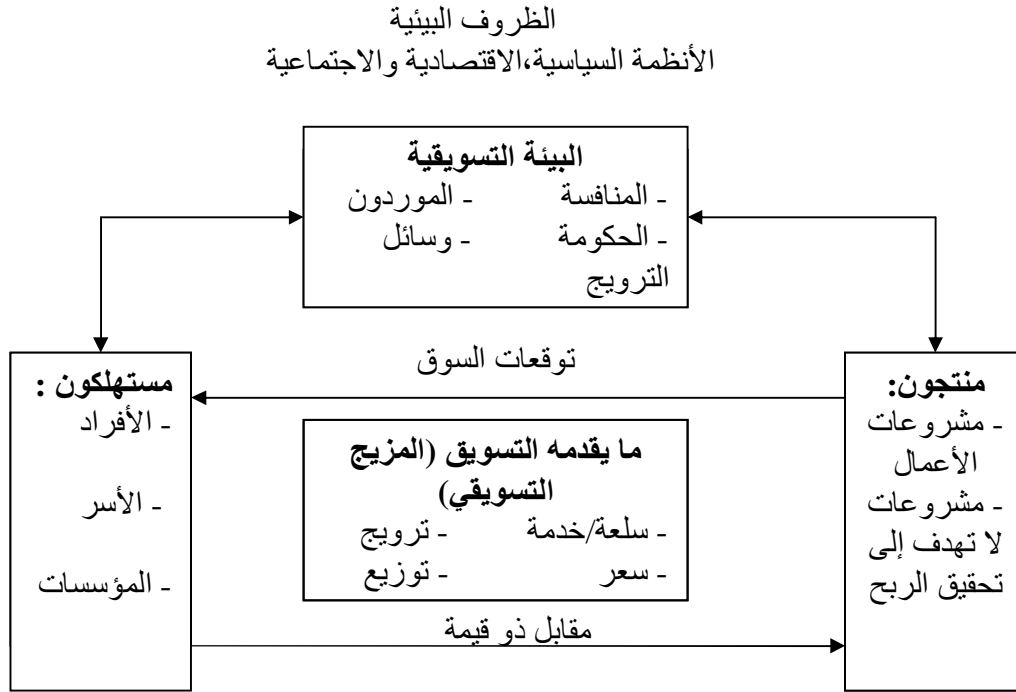 الظروف البيئية
الأنظمة السياسية،الاقتصادية والاجتماعية
البيئة التسويقية
- المنافسة - الموردون
- الحكومة - وسائل
الترويج
توقعات السوق
منتجون:
- مشروعات
الأعمال
- مشروعات
لا تهدف إلى
تحقيق الربح
ما يقدمه التسويق (المزيج
التسويقي)
- سلعة/خدمة - ترويج
- سعر - توزيع
مستهلكون :
- الأفراد
- الأسر
- المؤسسات
مقابل ذو قيمة